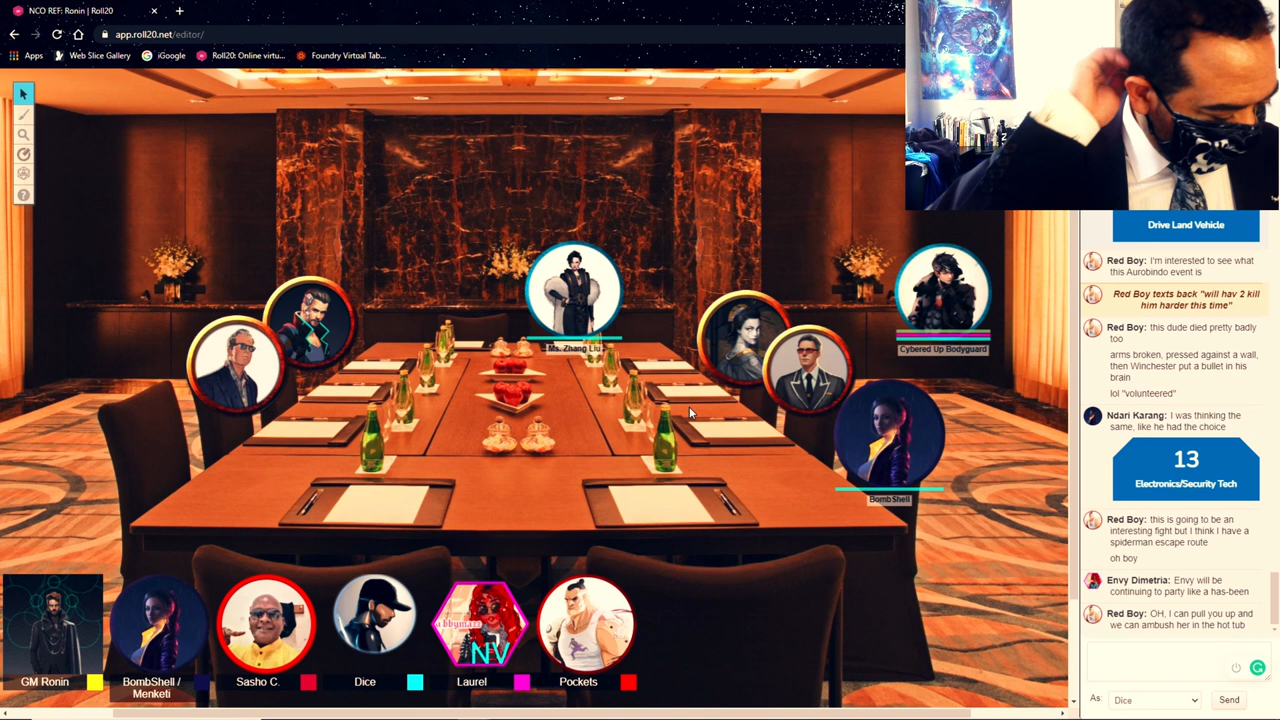 NCO REF: Ronin | Roll20
app.roll20.net/editor/
Apps
Web Slice Gallery
iGoogle
Roll20: Online virtu...
Foundry Virtual Tab...
Ms. Zhang Liu
Cybered Up Bodyguard
BombShell
GM Ronin
BombShell /
Menketi
Sasho C.
Dice
NV
Laurel
Pockets
Drive Land Vehicle
Red Boy: I'm interested to see what
this Aurobindo event is
Red Boy texts back "will hav 2 kill
him harder this time"
Red Boy: this dude died pretty badly
too
arms broken, pressed against a wall,
then Winchester put a bullet in his
brain
lol "volunteered"
Ndari Karang: I was thinking the
same, like he had the choice
13
Electronics/Security Tech
Red Boy: this is going to be an
interesting fight but I think I have a
spiderman escape route
oh boy
Envy Dimetria: Envy will be
continuing to party like a has-been
Red Boy: OH, I can pull you up and
we can ambush her in the hot tub
As:
Dice
Send